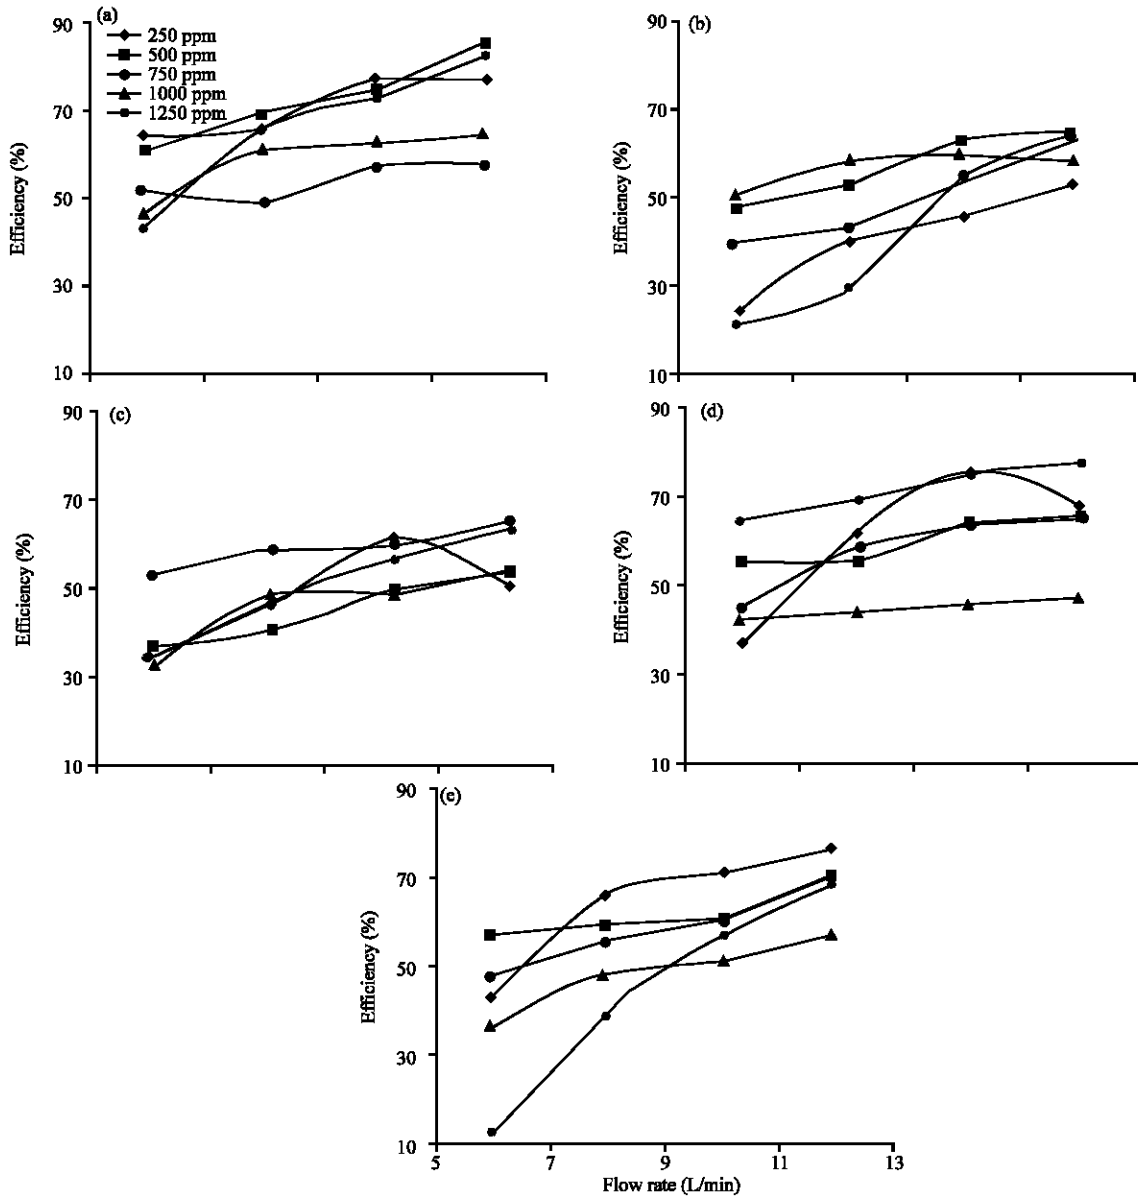 (a)
90
70
50
30
10
Efficiency (%)
250 ppm
500 ppm
750 ppm
1000 ppm
1250 ppm
(b)
90
70
50
30
10
Efficiency (%)
(c)
90
70
50
30
10
Efficiency (%)
(d)
90
70
50
30
10
Efficiency (%)
(e)
90
70
50
30
10
Efficiency (%)
5 7 9 11 13
Flow rate (L/min)